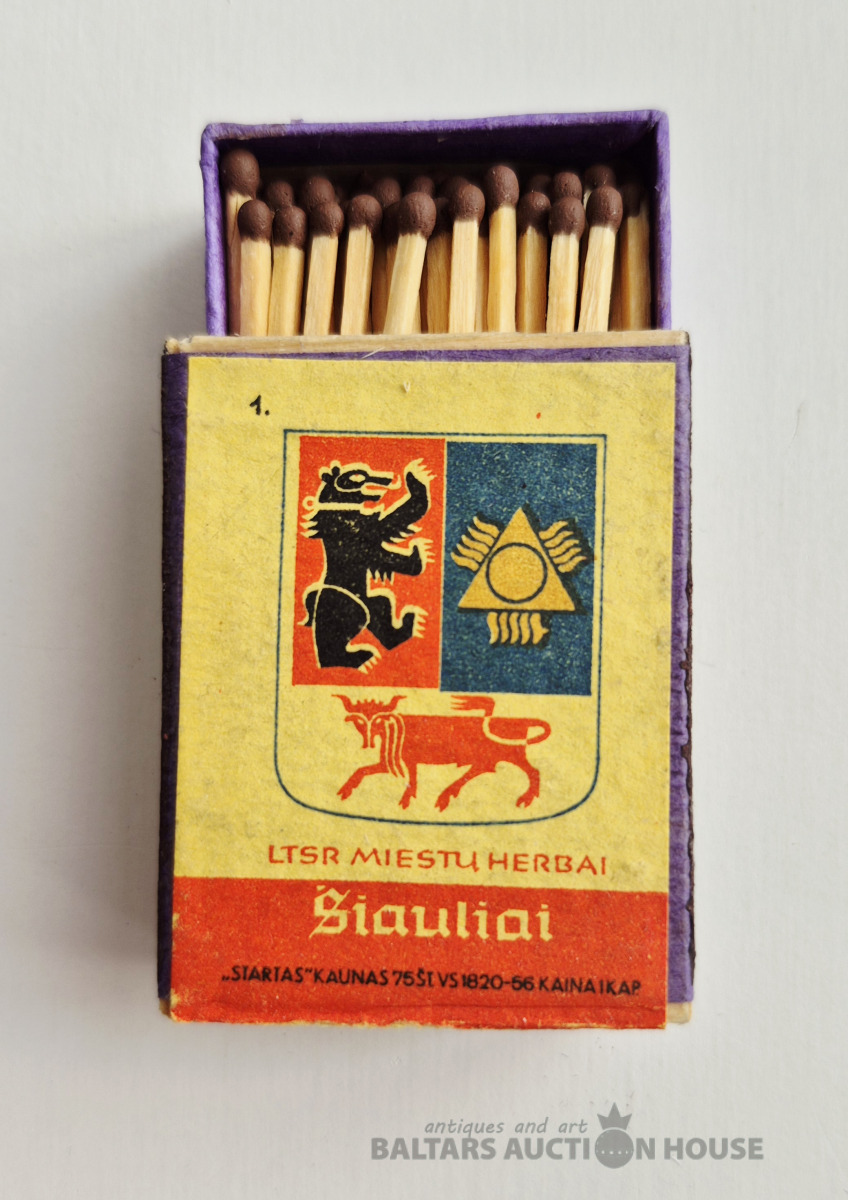 1.
LTSR MIESTŲ HERBAI
Šiauliai
„STARTAS" KAUNAS 75 ŠT. VS 1820-56. KAINA 1 KAP.
antiques and art
BALTARS AUCTION HOUSE